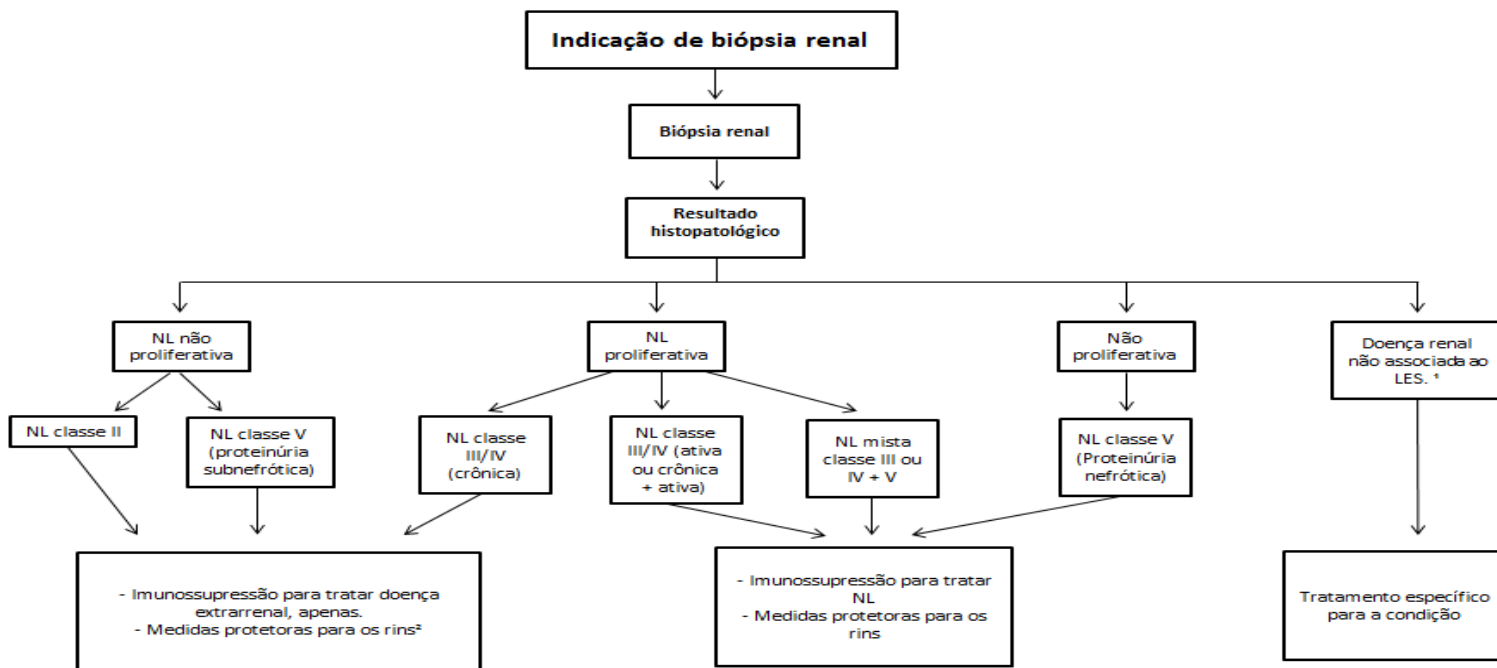 Indicação de biópsia renal
Biópsia renal
Resultado
histopatológico
NL não
proliferativa
NL
proliferativa
Não
proliferativa
Doença renal
não associada ao
LES. ¹
NL classe II
NL classe V
(proteinúria
subnefrótica)
NL classe
III/IV
(crônica)
NL classe
III/IV (ativa
ou crônica
+ ativa)
NL mista
classe III ou
IV + V
NL classe V
(Proteinúria
nefrótica)
- Imunossupressão para tratar doença
extrarrenal, apenas.
- Medidas protetoras para os rins²
- Imunossupressão para tratar
NL
- Medidas protetoras para os
rins
Tratamento específico
para a condição